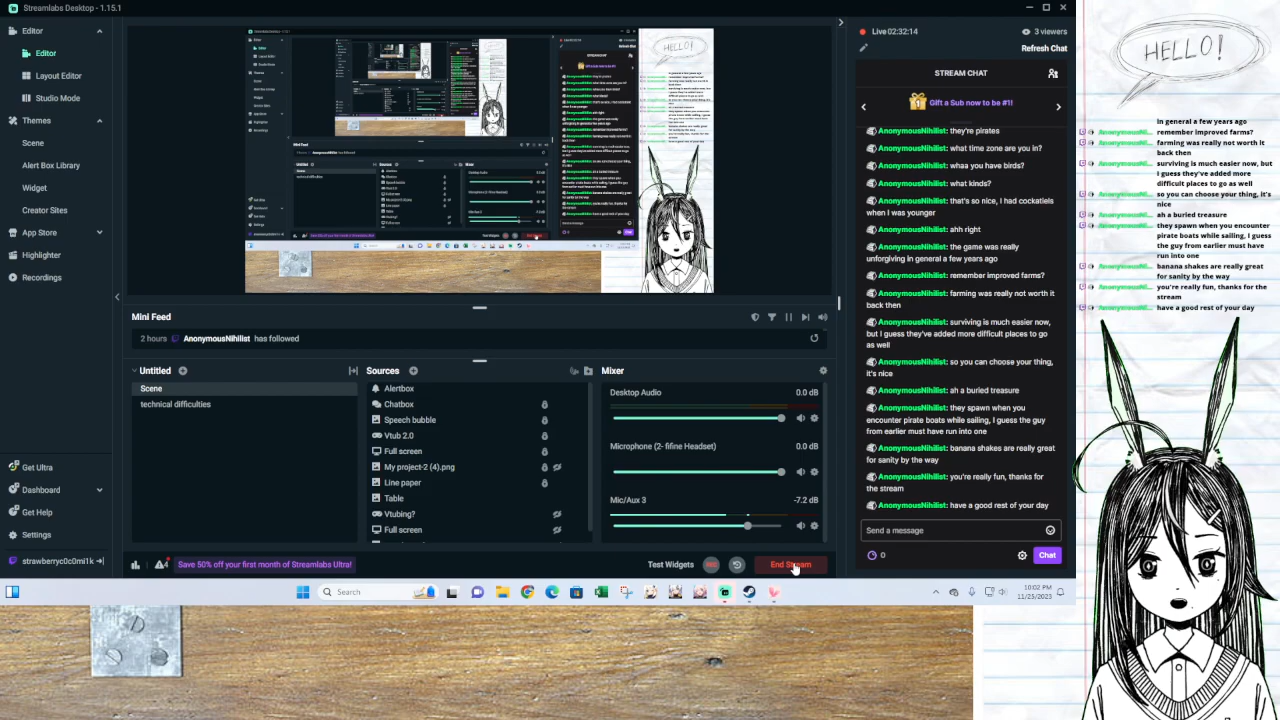 Streamlabs Desktop - 1.15.1
Editor
Editor
Layout Editor
Studio Mode
Themes
Scene
Alert Box Library
Widget
Creator Sites
App Store
Highlighter
Recordings
Get Ultra
Dashboard
Get Help
Settings
strawberryc0c0mi1k
HELLO!
STREAM CHAT
Refresh Chat
Mini Feed
2 hours AnonymousNihilist has followed
Untitled
Scene
technical difficulties
Sources
Alertbox
Chatbox
Speech bubble
Vtub 2.0
Full screen
My project-2 (4).png
Line paper
Table
Vtubing?
Full screen
Mixer
Desktop Audio 0.0 dB
Microphone (2- fifine Headset) 0.0 dB
Mic/Aux 3 -7.2 dB
Save 50% off your first month of Streamlabs Ultra!
Test Widgets
REC
End Stream
Live 02:32:14
3 viewers
Refresh Chat
STREAM CHAT
Gift a Sub now to be #1!
AnonymousNihilist: they're pirates
AnonymousNihilist: what time zone are you in?
AnonymousNihilist: whaa you have birds?
AnonymousNihilist: what kinds?
AnonymousNihilist: that's so nice, I had cockatiels
when I was younger
AnonymousNihilist: ahh right
AnonymousNihilist: the game was really
unforgiving in general a few years ago
AnonymousNihilist: remember improved farms?
AnonymousNihilist: farming was really not worth it
back then
AnonymousNihilist: surviving is much easier now,
but I guess they've added more difficult places to go
as well
AnonymousNihilist: so you can choose your thing,
it's nice
AnonymousNihilist: ah a buried treasure
AnonymousNihilist: they spawn when you
encounter pirate boats while sailing, I guess the guy
from earlier must have run into one
AnonymousNihilist: banana shakes are really great
for sanity by the way
AnonymousNihilist: you're really fun, thanks for
the stream
AnonymousNihilist: have a good rest of your day
Send a message
0
Chat
Search
10:02 PM
11/25/2023
HELLO!
in general a few years ago
remember improved farms?
farming was really not worth it
back then
surviving is much easier now, but
I guess they've added more
difficult places to go as well
so you can choose your thing, it's
nice
ah a buried treasure
they spawn when you encounter
pirate boats while sailing, I guess
the guy from earlier must have
run into one
banana shakes are really great
for sanity by the way
you're really fun, thanks for the
stream
have a good rest of your day